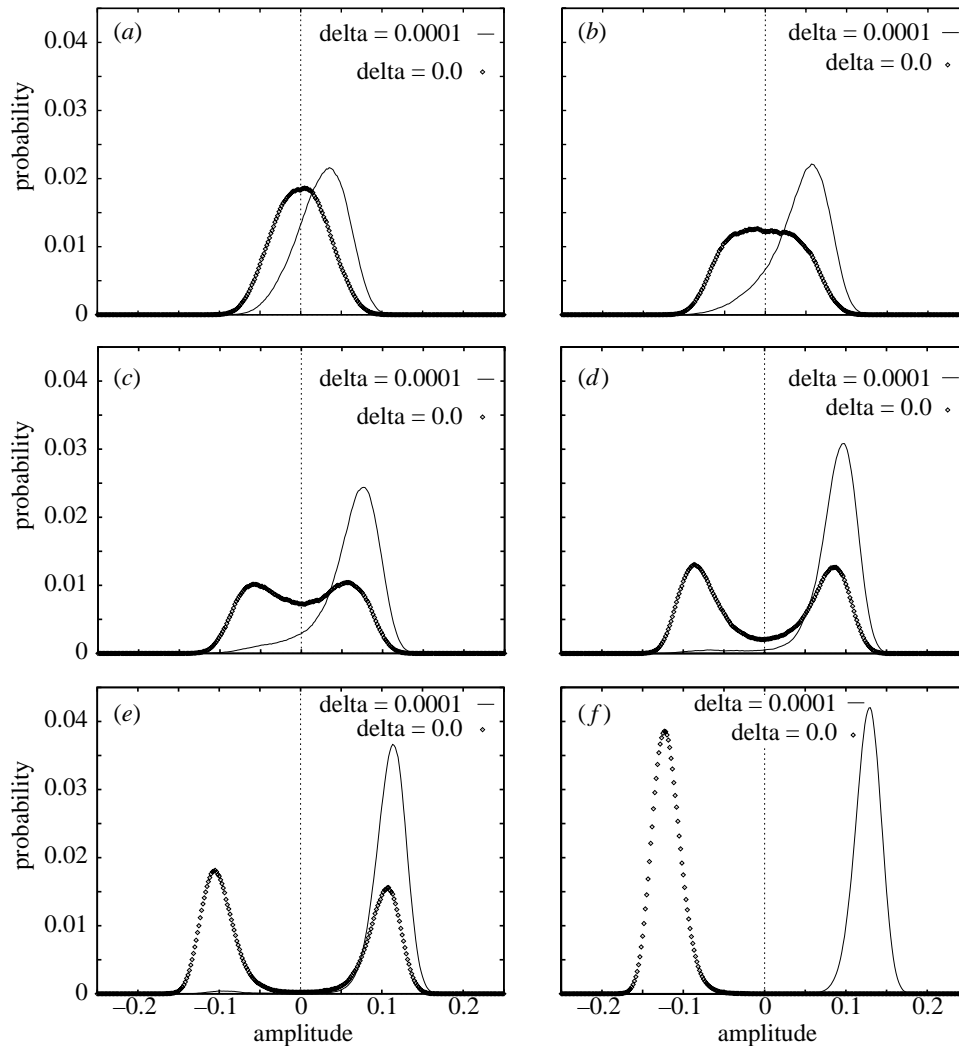 (a) delta = 0.0001
delta = 0.0
(b) delta = 0.0001
delta = 0.0
0.04
0.03
0.02
0.01
0
probability
(c) delta = 0.0001
delta = 0.0
(d) delta = 0.0001
delta = 0.0
0.04
0.03
0.02
0.01
0
probability
(e) delta = 0.0001
delta = 0.0
(f) delta = 0.0001
delta = 0.0
0.04
0.03
0.02
0.01
0
probability
−0.2 −0.1 0 0.1 0.2
amplitude
−0.2 −0.1 0 0.1 0.2
amplitude